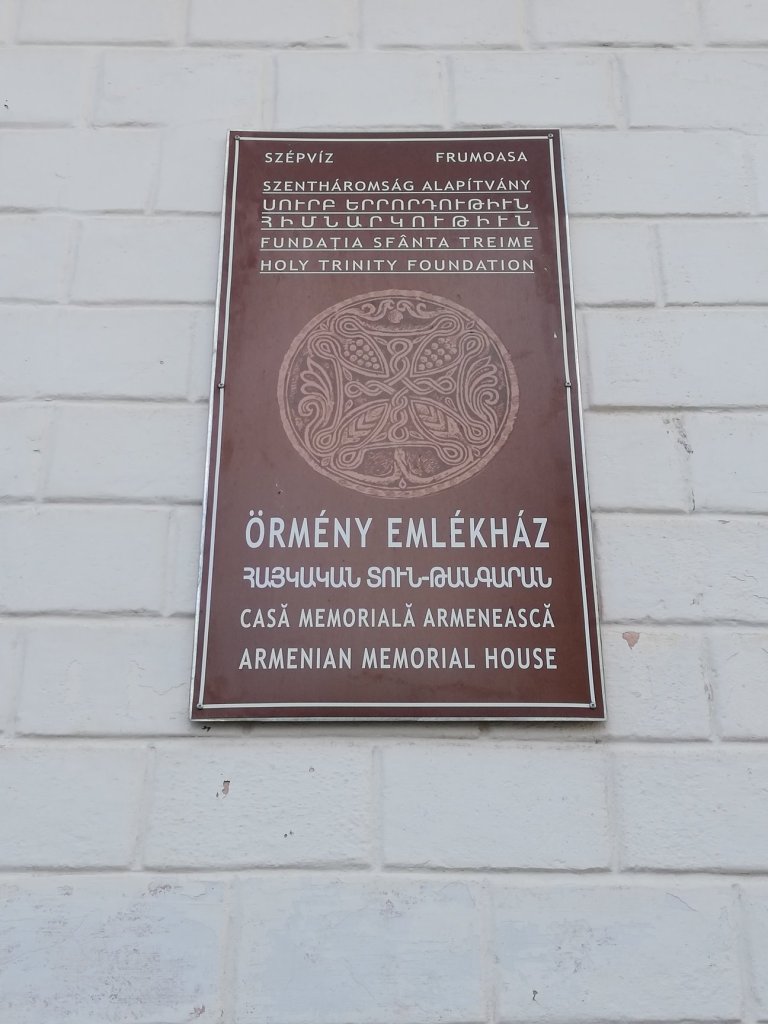 SZÉPVÍZ FRUMOASA
SZENTHÁROMSÁG ALAPÍTVÁNY
ՍՈՒՐԲ ԵՐՐՈՐԴՈՒԹԻՒՆ
ՀԻՄՆԱՐԿՈՒԹԻՒՆ
FUNDAȚIA SFÂNTA TREIME
HOLY TRINITY FOUNDATION
ÖRMÉNY EMLÉKHÁZ
ՀԱՅԿԱԿԱՆ ՏՈՒՆ-ԹԱՆԳԱՐԱՆ
CASĂ MEMORIALĂ ARMENEASCĂ
ARMENIAN MEMORIAL HOUSE